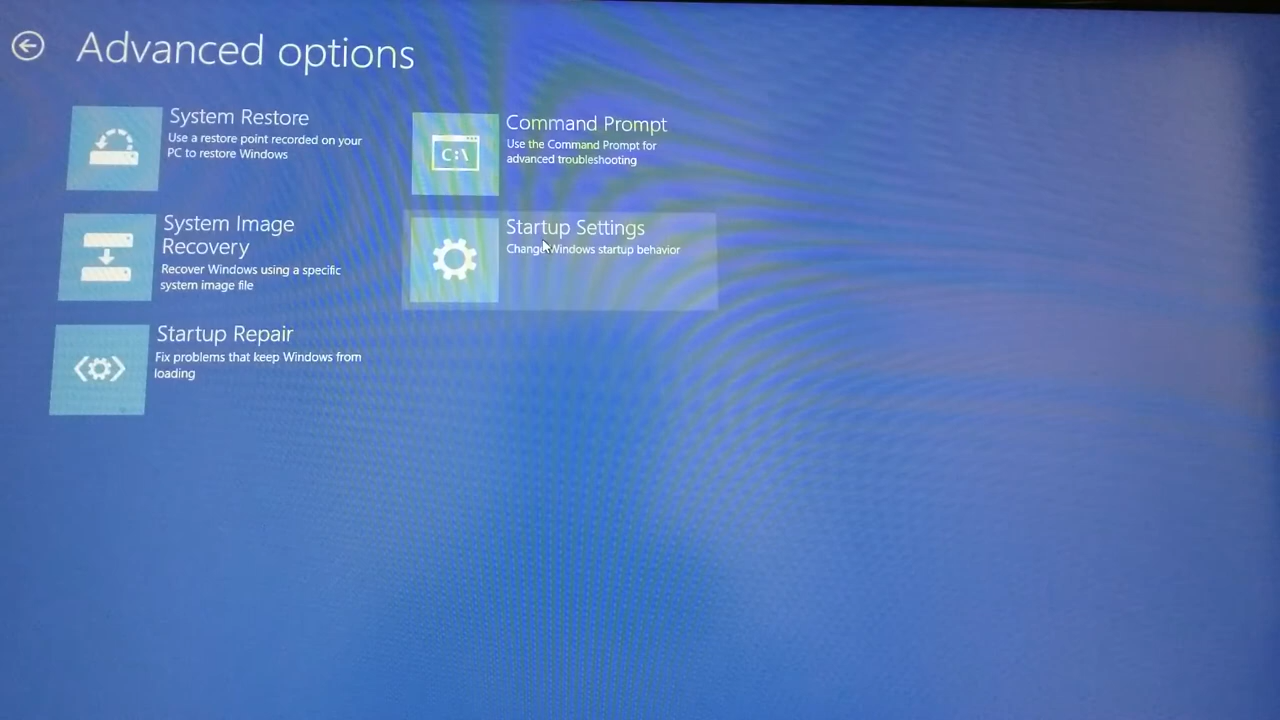 Advanced options
System Restore
Use a restore point recorded on your
PC to restore Windows
System Image
Recovery
Recover Windows using a specific
system image file
Startup Repair
Fix problems that keep Windows from
loading
Command Prompt
Use the Command Prompt for
advanced troubleshooting
C:\
Startup Settings
Change Windows startup behavior